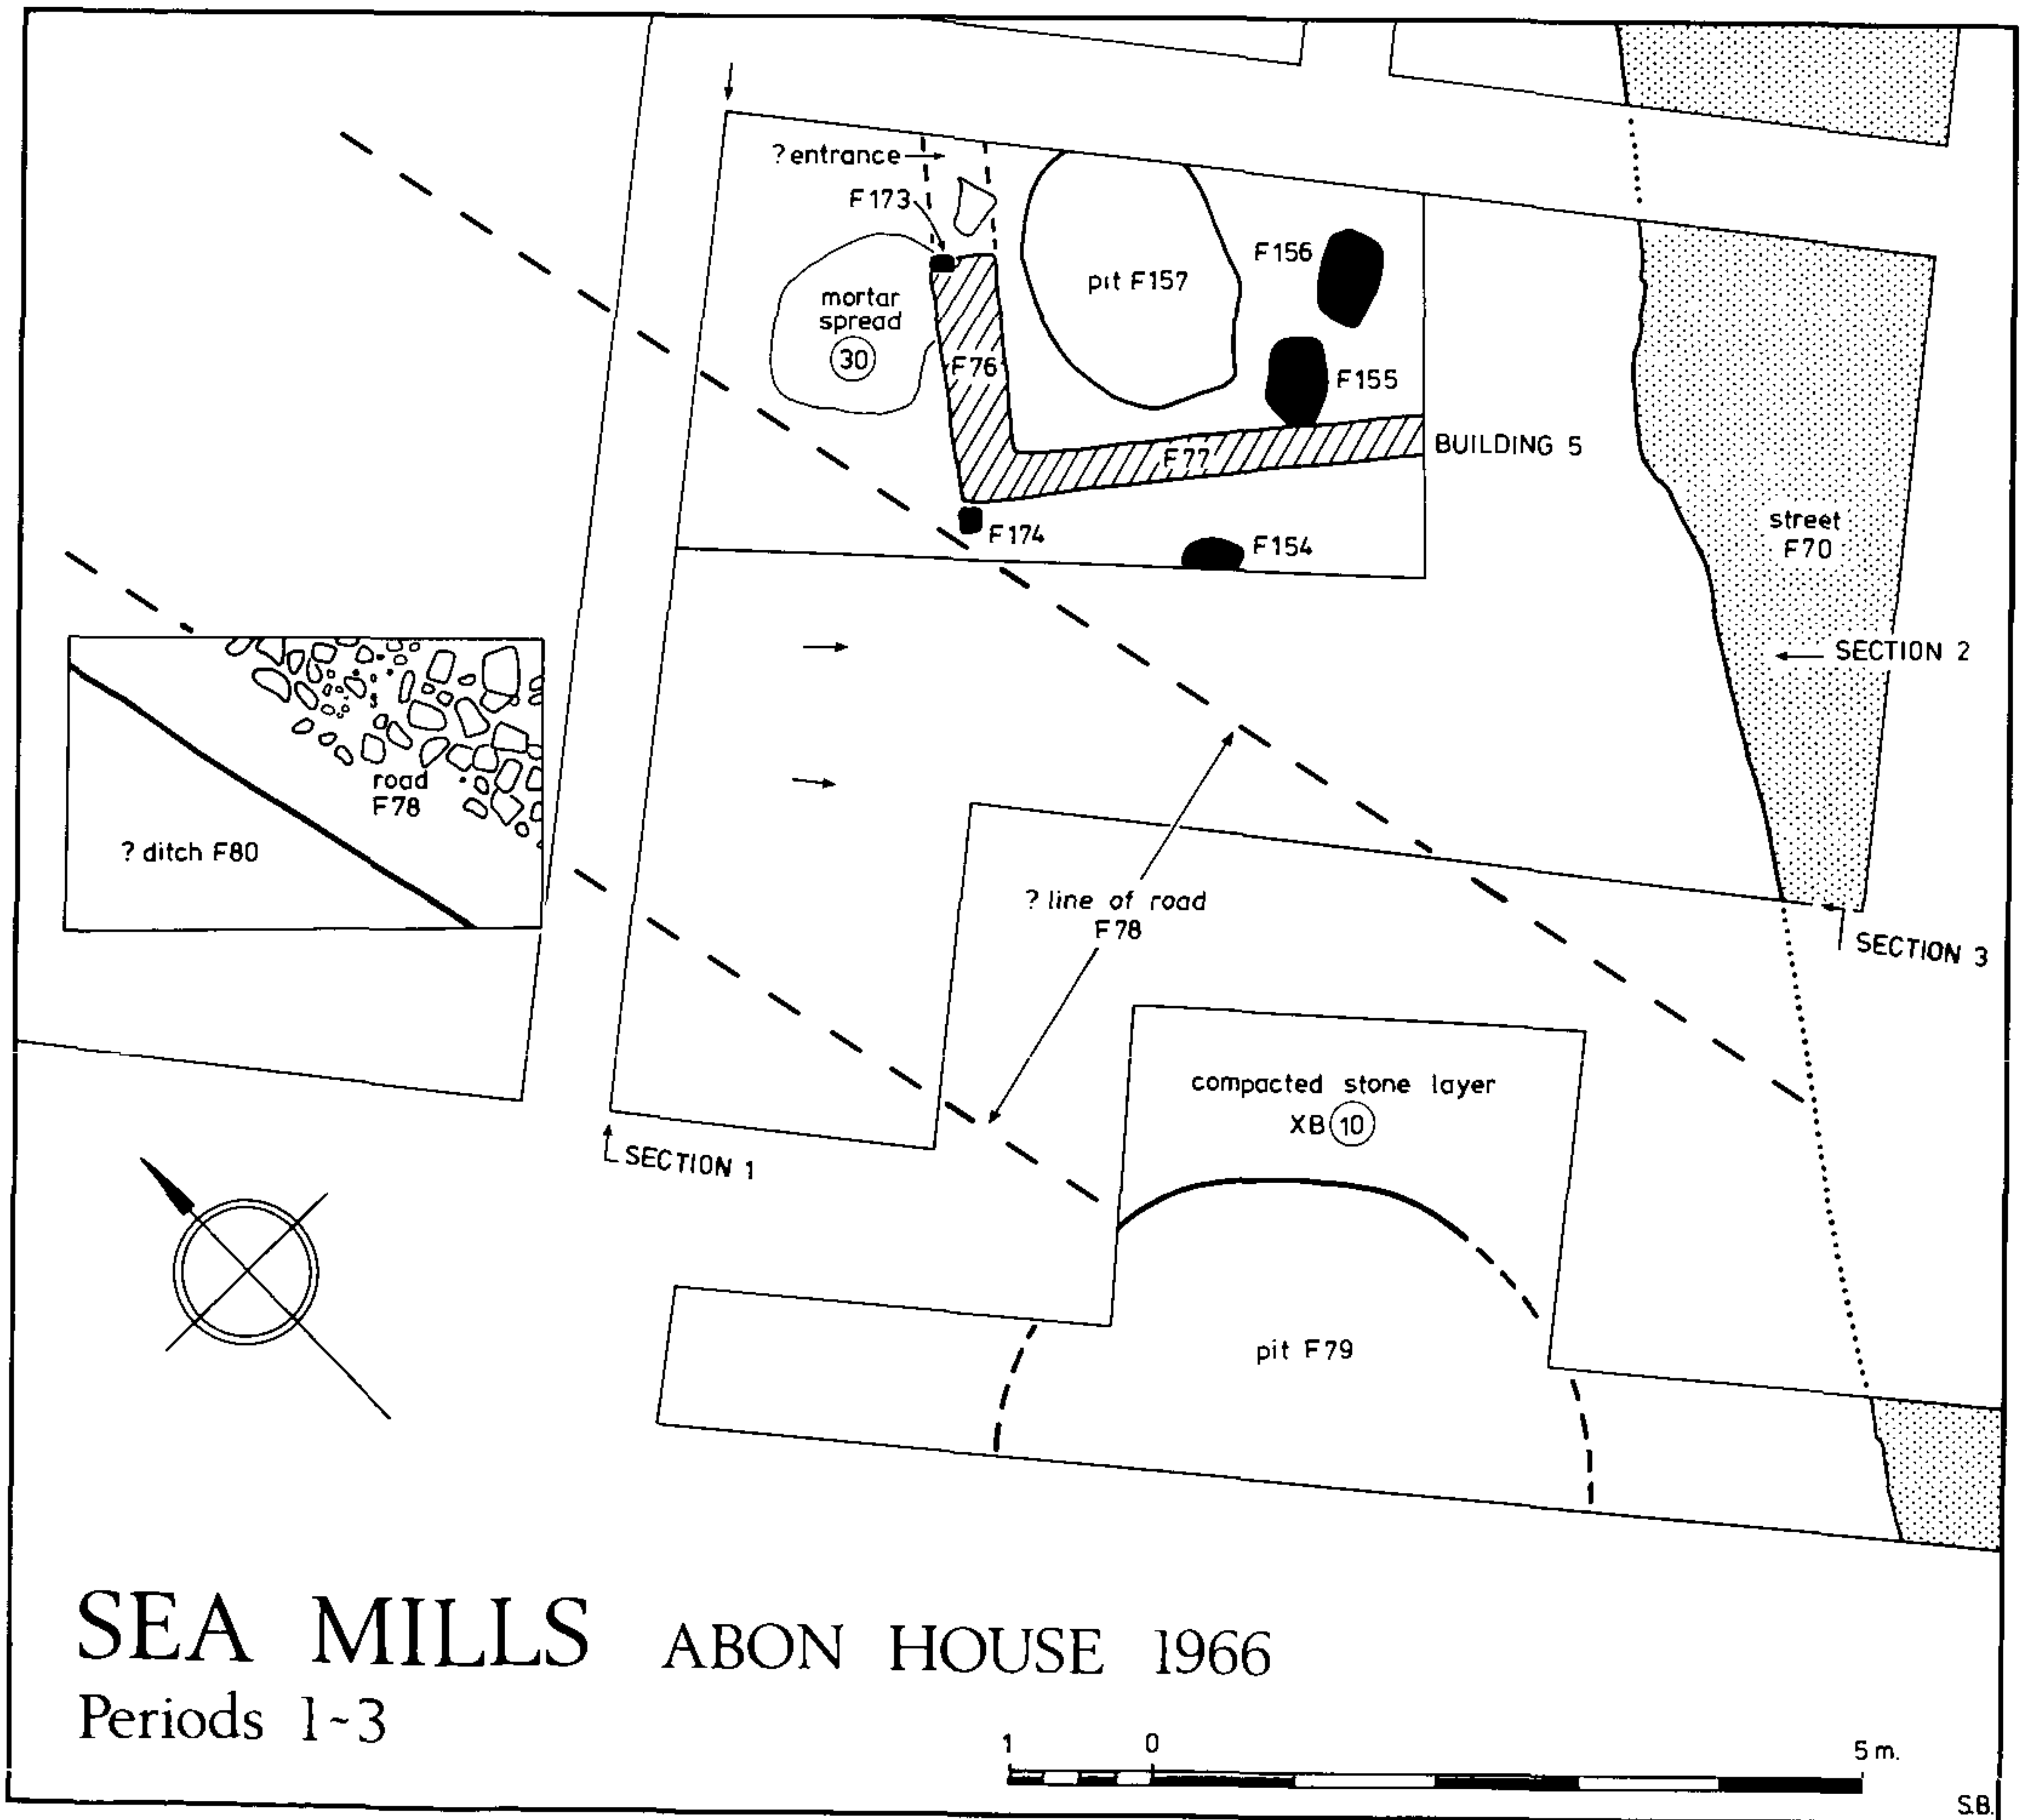 ? entrance
F173
mortar
spread
30
F76
pit F157
F156
F155
F77
BUILDING 5
F174
F154
street
F70
SECTION 2
road
F78
? ditch F80
? line of road
F78
SECTION 3
compacted stone layer
XB 10
SECTION 1
pit F79
SEA MILLS ABON HOUSE 1966
Periods 1~3
1 0 5 m.
S.B.